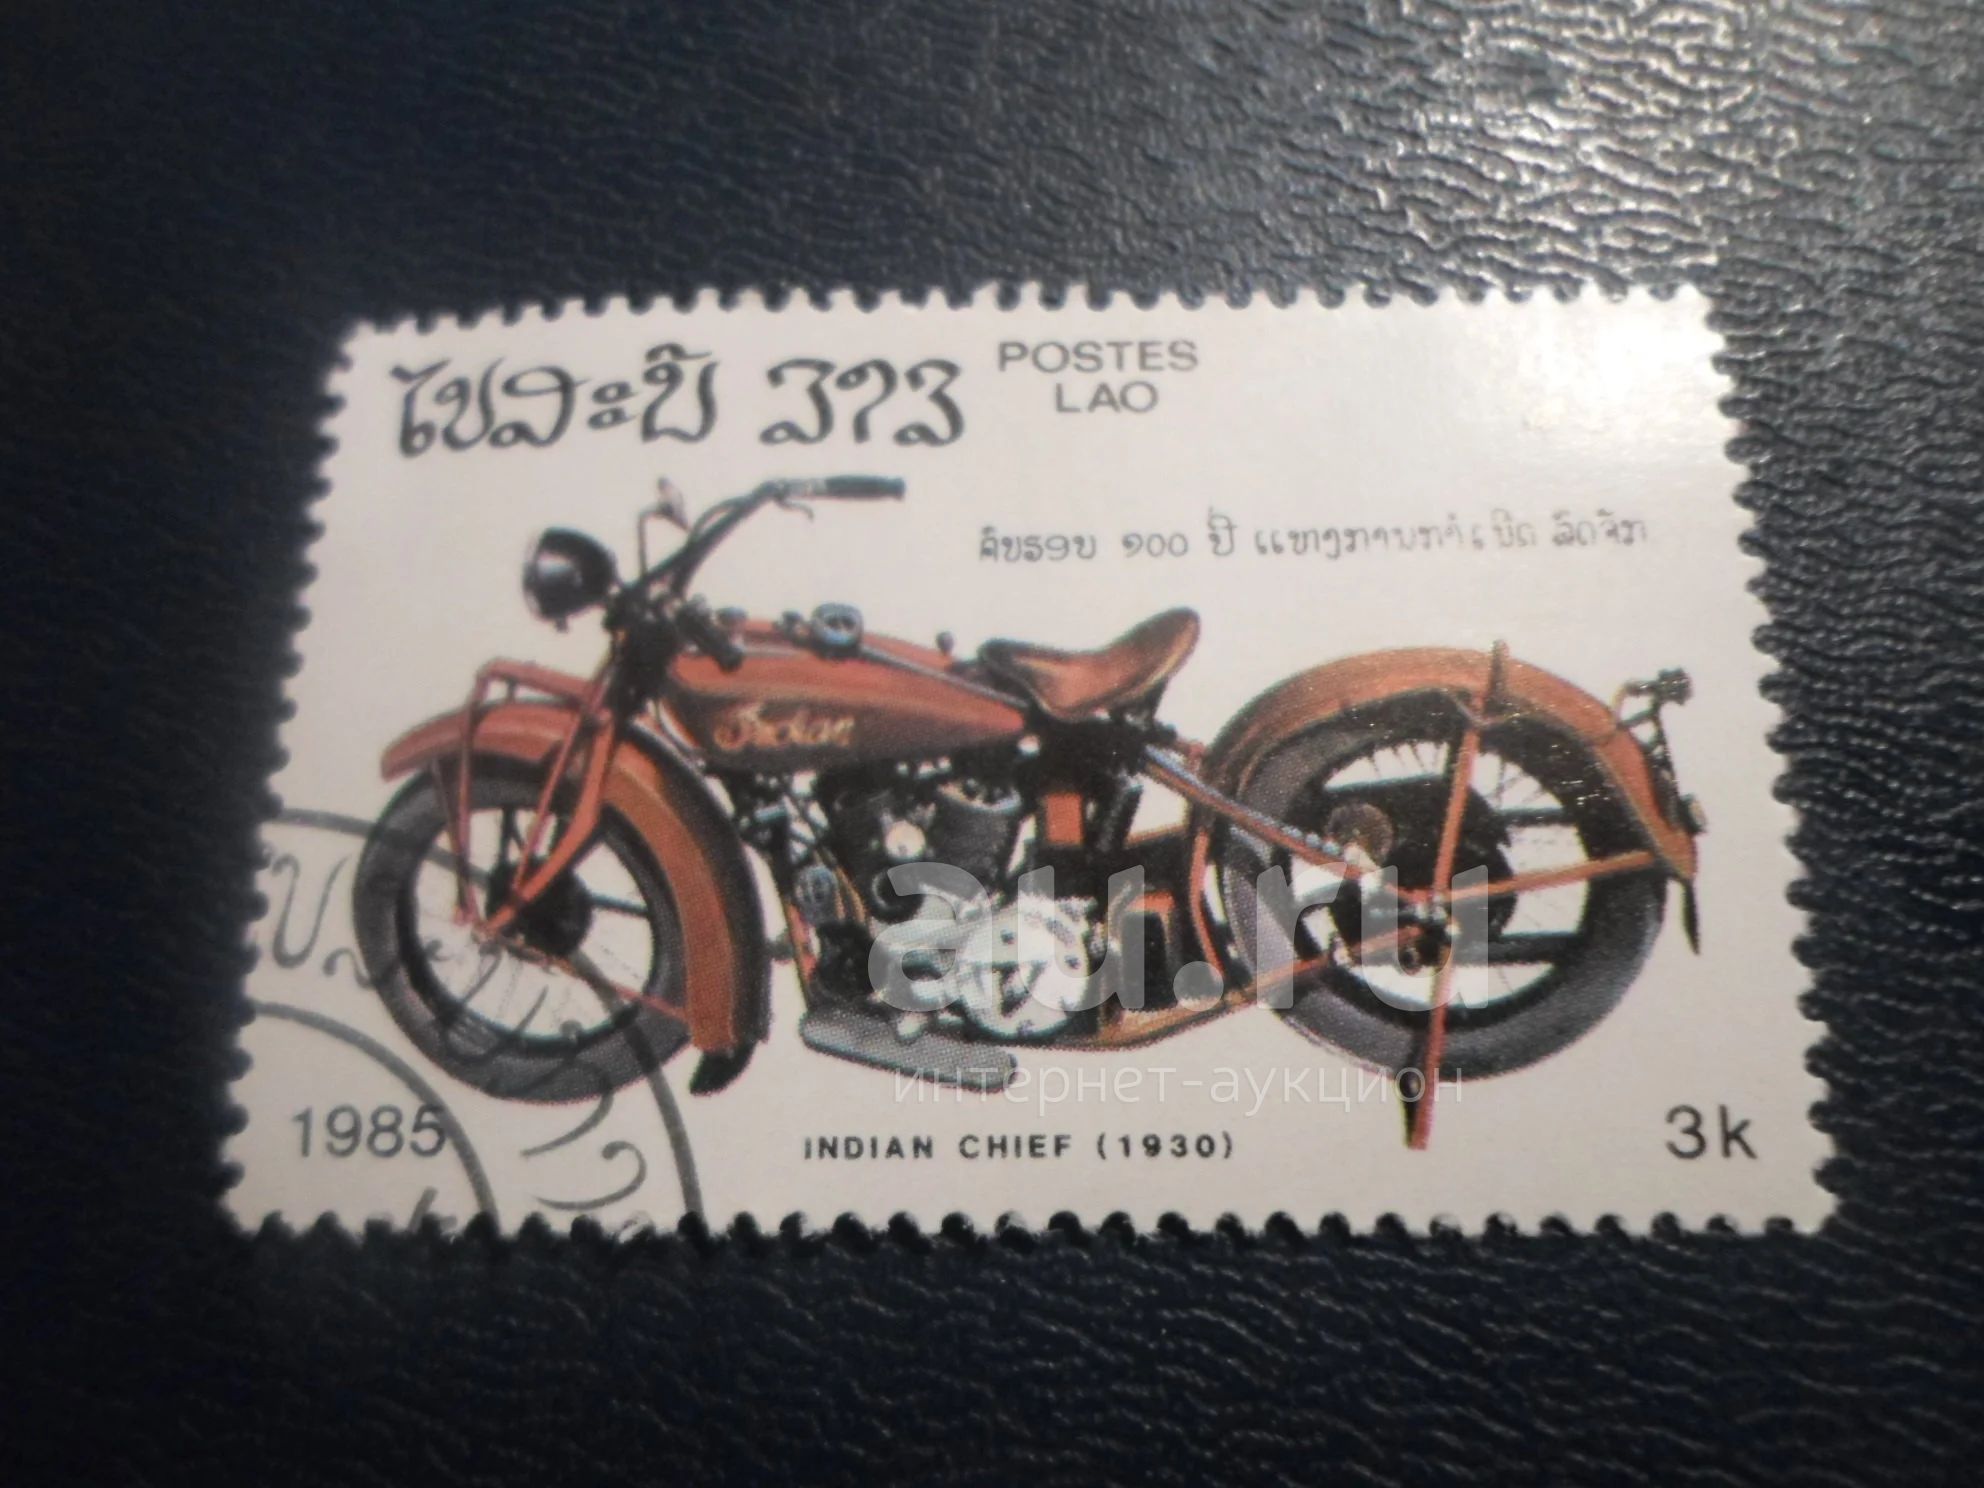 ໄປສະນີ ລາວ
POSTES
LAO
ຄົບຮອບ ໑໐໐ ປີ ແຫ່ງການກຳເນີດ ລົດຈັກ
Indian
au.ru
интернет-аукцион
1985
INDIAN CHIEF (1930)
3k